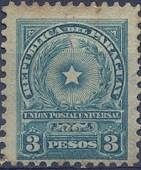 REPUBLICA DEL PARAGUAY
UNION POSTAL UNIVERSAL
3 PESOS 3